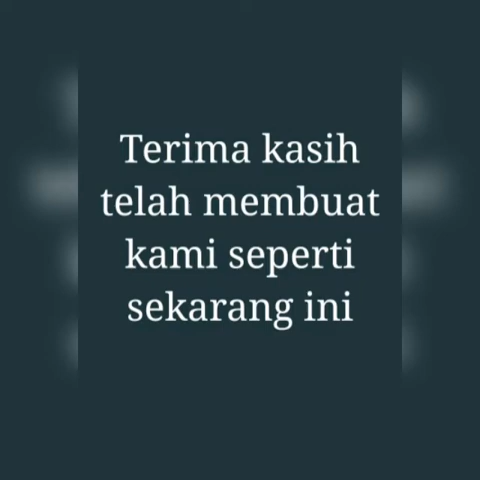 Terima kasih
telah membuat
kami seperti
sekarang ini